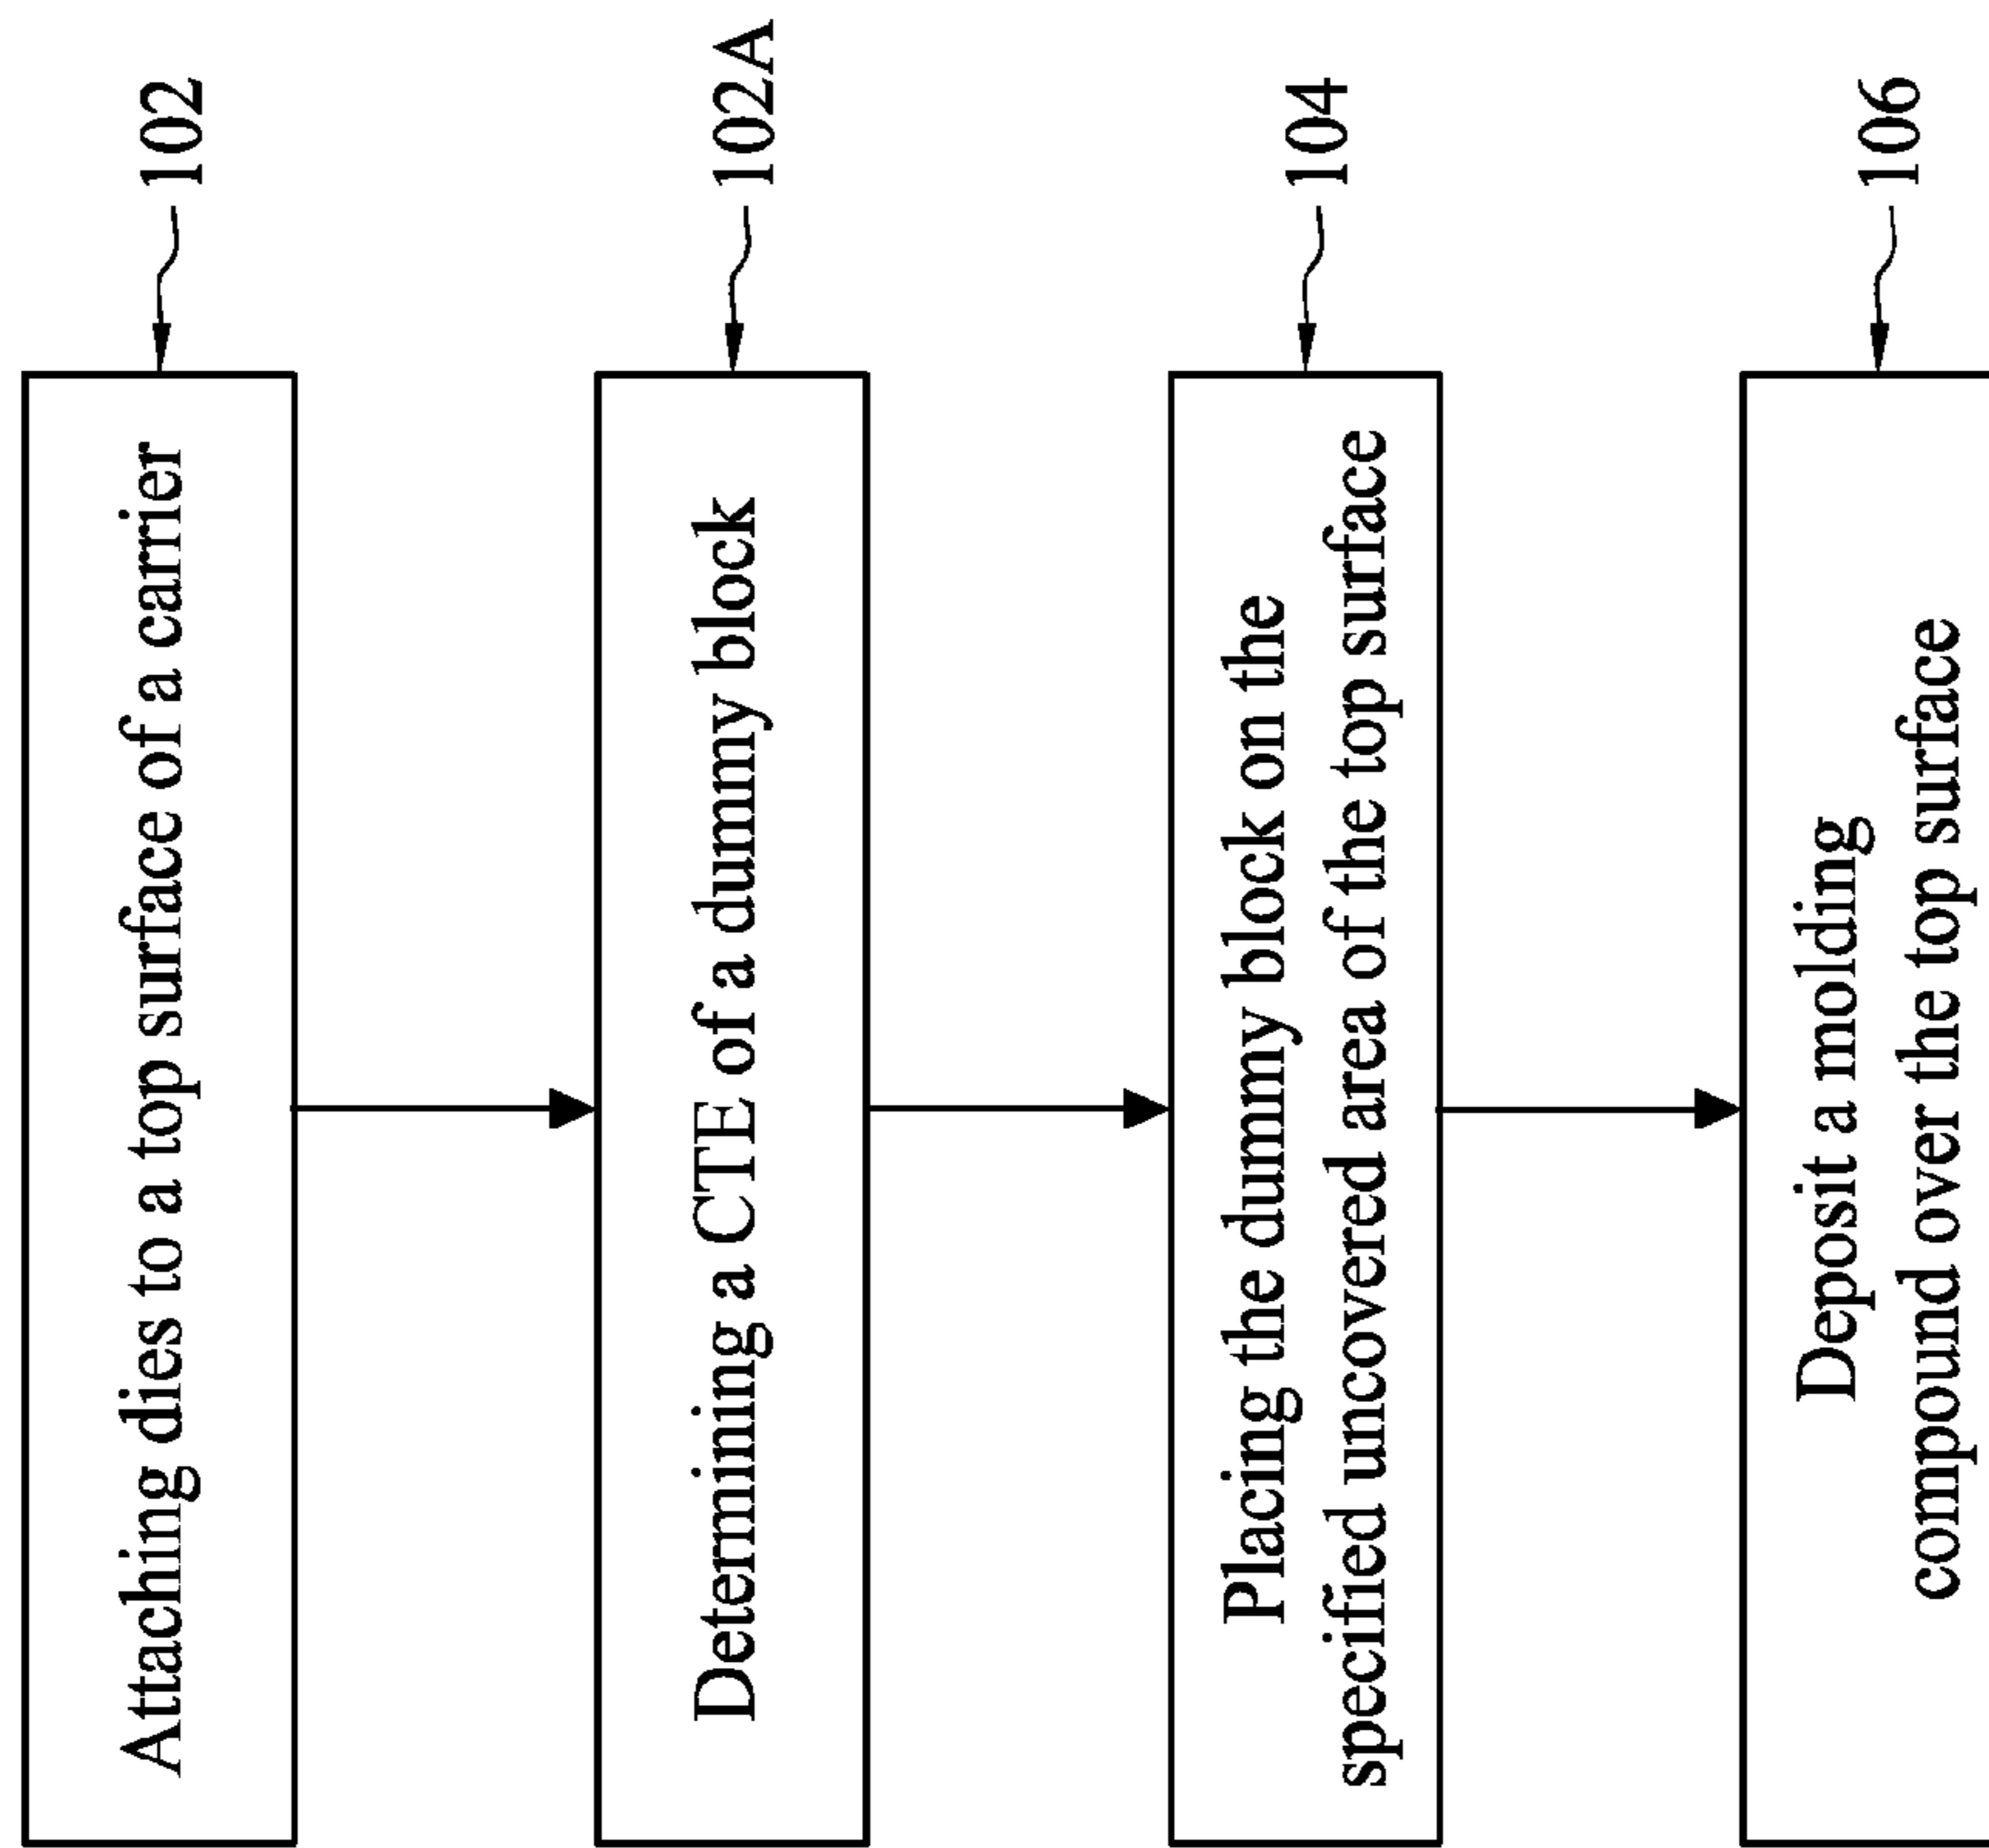 Attaching dies to a top surface of a carrier
102
Determining a CTE of a dummy block
102A
Placing the dummy block on the
specified uncovered area of the top surface
104
Deposit a molding
compound over the top surface
106